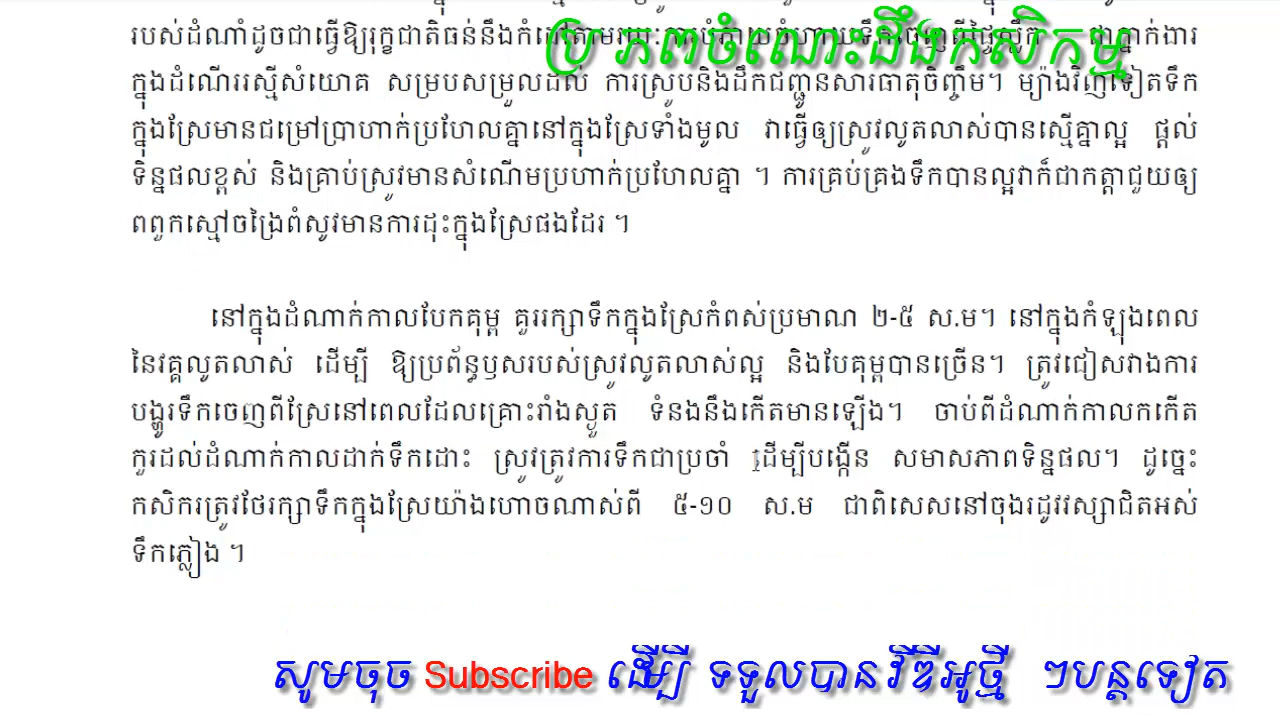 របស់ដំណាំដូចជាធ្វើឱ្យរុក្ខជាតិធន់នឹងកំដៅ
ប្រភពចំណេះដឹងកសិកម្ម
ក្នុងដំណើររស្មីសំយោគ សម្របសម្រួលដល់ ការស្រូបនិងដឹកជញ្ជូនសារធាតុចិញ្ចឹម។ ម្យ៉ាងវិញទៀតទឹក
ក្នុងស្រែមានជម្រៅប្រាហាក់ប្រហែលគ្នានៅក្នុងស្រែទាំងមូល វាធ្វើឲ្យស្រូវលូតលាស់បានស្មើគ្នាល្អ ផ្តល់
ទិន្នផលខ្ពស់ និងគ្រាប់ស្រូវមានសំណើមប្រហាក់ប្រហែលគ្នា ។ ការគ្រប់គ្រងទឹកបានល្អវាក៏ជាកត្តាជួយឲ្យ
ពពួកស្មៅចង្រៃពំសូវមានការដុះក្នុងស្រែផងដែរ ។
នៅក្នុងដំណាក់កាលបែកគុម្ព គួររក្សាទឹកក្នុងស្រែកំពស់ប្រមាណ ២-៥ ស.ម។ នៅក្នុងកំឡុងពេល
នៃវគ្គលូតលាស់ ដើម្បី ឱ្យប្រព័ន្ធឫសរបស់ស្រូវលូតលាស់ល្អ និងបែគុម្ពបានច្រើន។ ត្រូវជៀសវាងការ
បង្ហូរទឹកចេញពីស្រែនៅពេលដែលគ្រោះរាំងស្ងួត ទំនងនឹងកើតមានឡើង។ ចាប់ពីដំណាក់កាលកកើត
កួរដល់ដំណាក់កាលដាក់ទឹកដោះ ស្រូវត្រូវការទឹកជាប្រចាំ ដើម្បីបង្កើន សមាសភាពទិន្នផល។ ដូច្នេះ
កសិករត្រូវថែរក្សាទឹកក្នុងស្រែយ៉ាងហោចណាស់ពី ៥-១០ ស.ម ជាពិសេសនៅចុងរដូវវស្សាជិតអស់
ទឹកភ្លៀង ។
សូមចុច Subscribe ដើម្បី ទទួលបានវីឌីអូថ្មី ៗបន្តទៀត